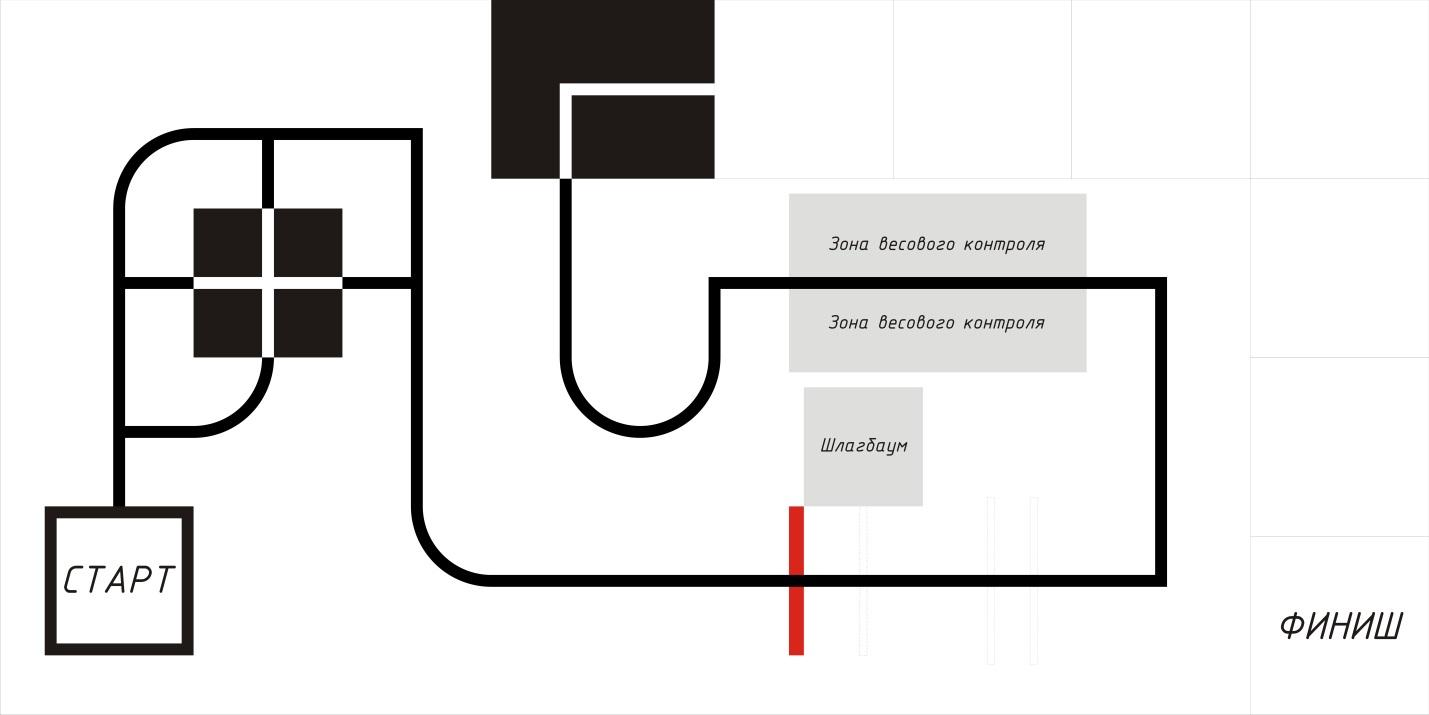 Зона весового контроля
Зона весового контроля
Шлагбаум
СТАРТ
ФИНИШ